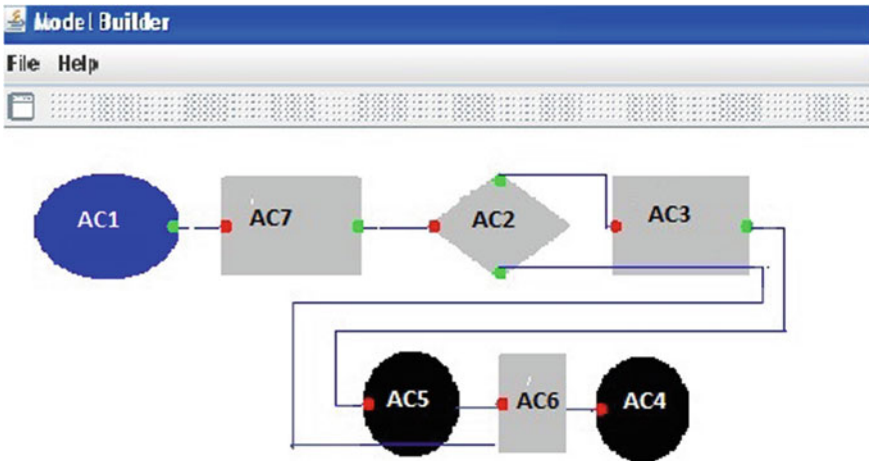 Model Builder
File Help
AC1
AC7
AC2
AC3
AC5
AC6
AC4